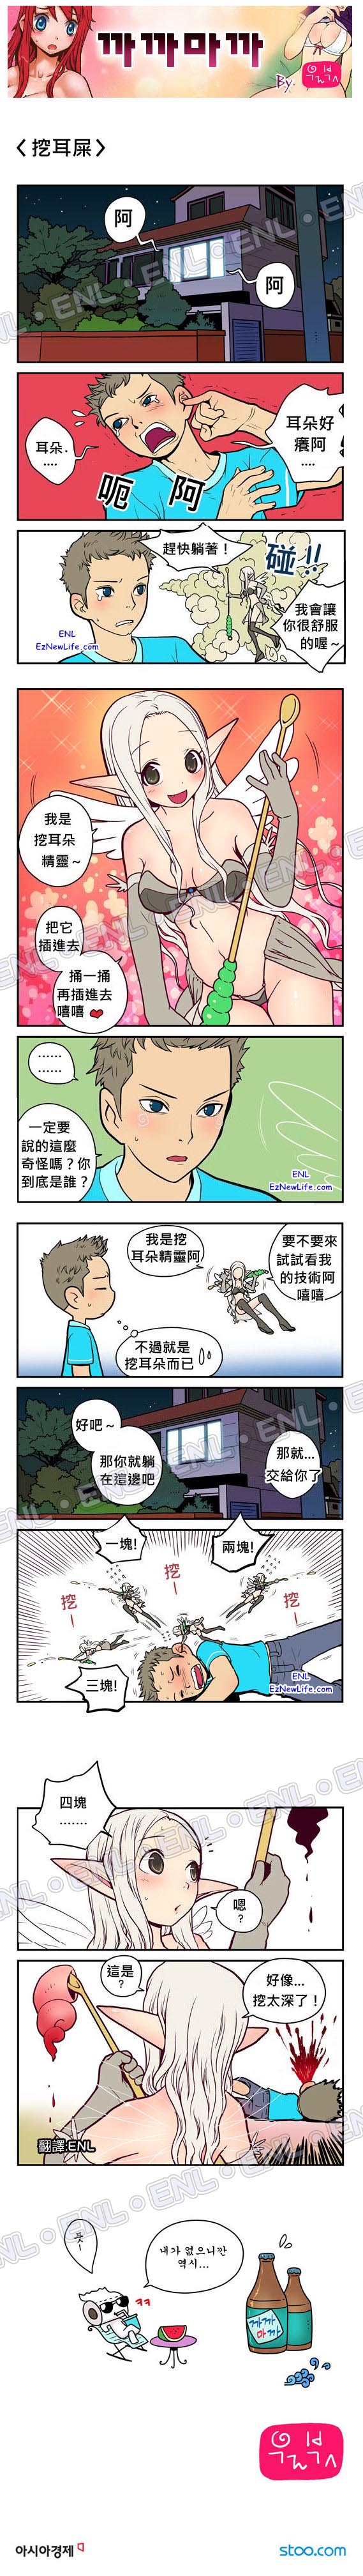 까까마까
By.
〈挖耳屎〉
阿
阿
耳朵.
....
耳朵好
癢阿
....
呃 阿
趕快躺著！
碰!!
我會讓
你很舒服
的喔～
ENL
EzNewLife.com
我是
挖耳朵
精靈～
把它
插進去
捅一捅
再插進去
嘻嘻❤
......
......
一定要
說的這麼
奇怪嗎？你
到底是誰？
ENL
EzNewLife.com
我是挖
耳朵精靈阿
要不要來
試試看我
的技術阿
嘻嘻
不過就是
挖耳朵而已
好吧～
那你就躺
在這邊吧
那就...
交給你了
一塊!
兩塊!
挖ー
挖ー
挖ー
三塊!
ENL
EzNewLife.com
四塊
.......
嗯
?
這是
?
好像...
挖太深了！
翻譯:ENL
풋~
내가 없으니깐
역시...
ㅋㅋ
까까
마까
아시아경제
stoo.com
ENL • ENL • ENL